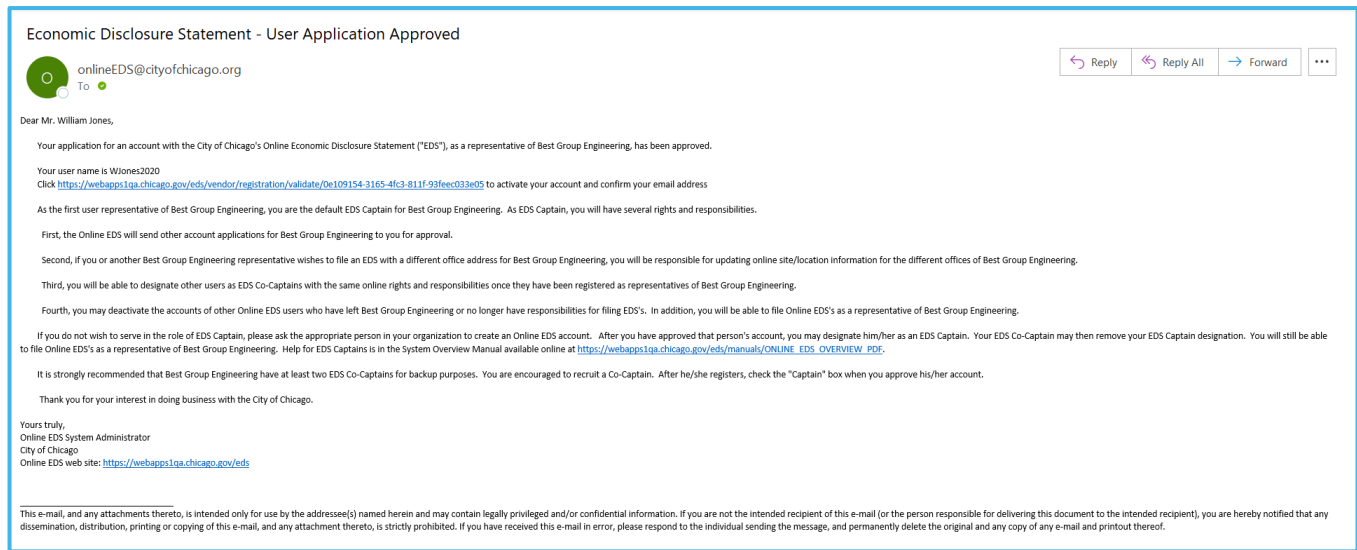 Economic Disclosure Statement - User Application Approved
O
onlineEDS@cityofchicago.org
To
Reply
Reply All
Forward
Dear Mr. William Jones,
Your application for an account with the City of Chicago's Online Economic Disclosure Statement ("EDS"), as a representative of Best Group Engineering, has been approved.
Your user name is WJones2020
Click https://webapps1qa.chicago.gov/eds/vendor/registration/validate/0e109154-3165-4fc3-811f-93feec033e05 to activate your account and confirm your email address
As the first user representative of Best Group Engineering, you are the default EDS Captain for Best Group Engineering. As EDS Captain, you will have several rights and responsibilities.
First, the Online EDS will send other account applications for Best Group Engineering to you for approval.
Second, if you or another Best Group Engineering representative wishes to file an EDS with a different office address for Best Group Engineering, you will be responsible for updating online site/location information for the different offices of Best Group Engineering.
Third, you will be able to designate other users as EDS Co-Captains with the same online rights and responsibilities once they have been registered as representatives of Best Group Engineering.
Fourth, you may deactivate the accounts of other Online EDS users who have left Best Group Engineering or no longer have responsibilities for filing EDS's. In addition, you will be able to file Online EDS's as a representative of Best Group Engineering.
If you do not wish to serve in the role of EDS Captain, please ask the appropriate person in your organization to create an Online EDS account. After you have approved that person's account, you may designate him/her as an EDS Captain. Your EDS Co-Captain may then remove your EDS Captain designation. You will still be able
to file Online EDS's as a representative of Best Group Engineering. Help for EDS Captains is in the System Overview Manual available online at https://webapps1qa.chicago.gov/eds/manuals/ONLINE_EDS_OVERVIEW_PDF.
It is strongly recommended that Best Group Engineering have at least two EDS Co-Captains for backup purposes. You are encouraged to recruit a Co-Captain. After he/she registers, check the "Captain" box when you approve his/her account.
Thank you for your interest in doing business with the City of Chicago.
Yours truly,
Online EDS System Administrator
City of Chicago
Online EDS web site: https://webapps1qa.chicago.gov/eds
This e-mail, and any attachments thereto, is intended only for use by the addressee(s) named herein and may contain legally privileged and/or confidential information. If you are not the intended recipient of this e-mail (or the person responsible for delivering this document to the intended recipient), you are hereby notified that any
dissemination, distribution, printing or copying of this e-mail, and any attachment thereto, is strictly prohibited. If you have received this e-mail in error, please respond to the individual sending the message, and permanently delete the original and any copy of any e-mail and printout thereof.